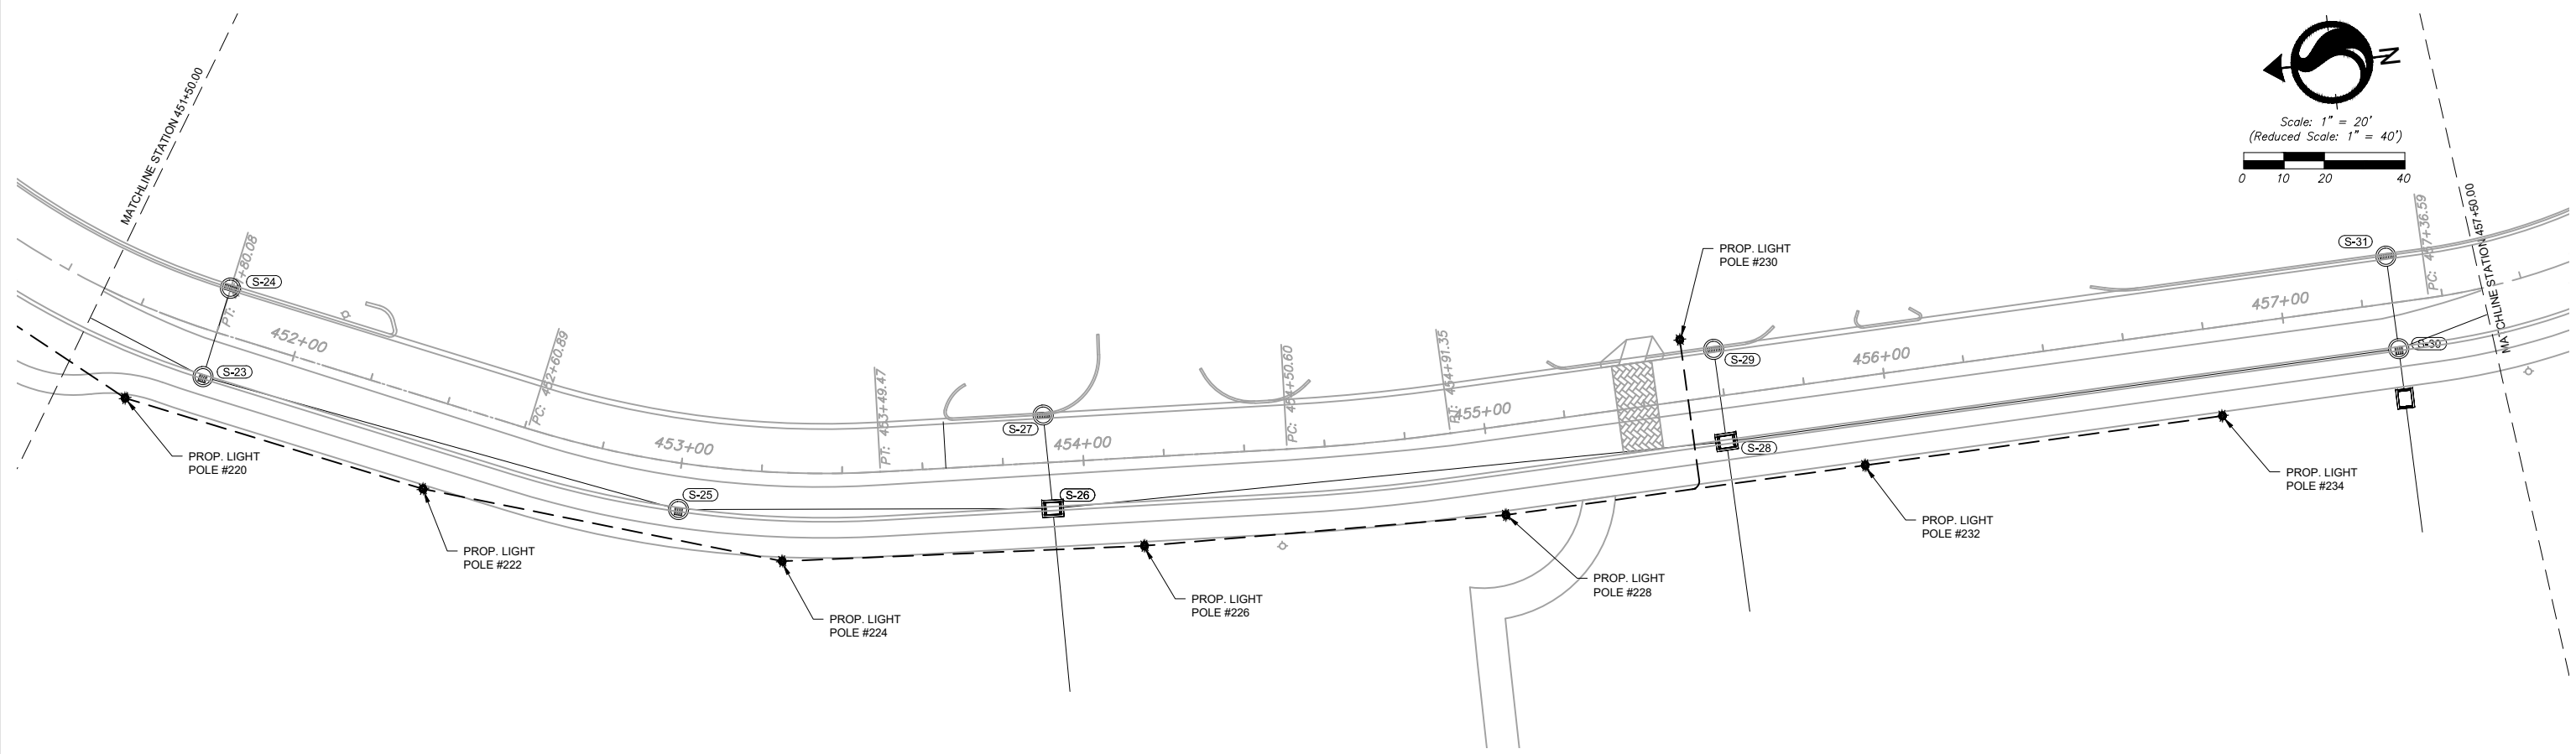 MATCHLINE STATION 451+50.00
N
Scale: 1" = 20'
(Reduced Scale: 1" = 40')
0 10 20 40
MATCHLINE STATION 457+50.00
PT: +80.08
S-24
S-23
452+00
PROP. LIGHT
POLE #220
PC: 452+60.89
PROP. LIGHT
POLE #222
453+00
S-25
PT: 453+49.47
PROP. LIGHT
POLE #224
S-27
454+00
S-26
PROP. LIGHT
POLE #226
PC: 454+50.60
PT: 454+91.35
455+00
PROP. LIGHT
POLE #228
PROP. LIGHT
POLE #230
S-29
S-28
456+00
PROP. LIGHT
POLE #232
457+00
S-31
S-30
PC: 457+36.59
PROP. LIGHT
POLE #234